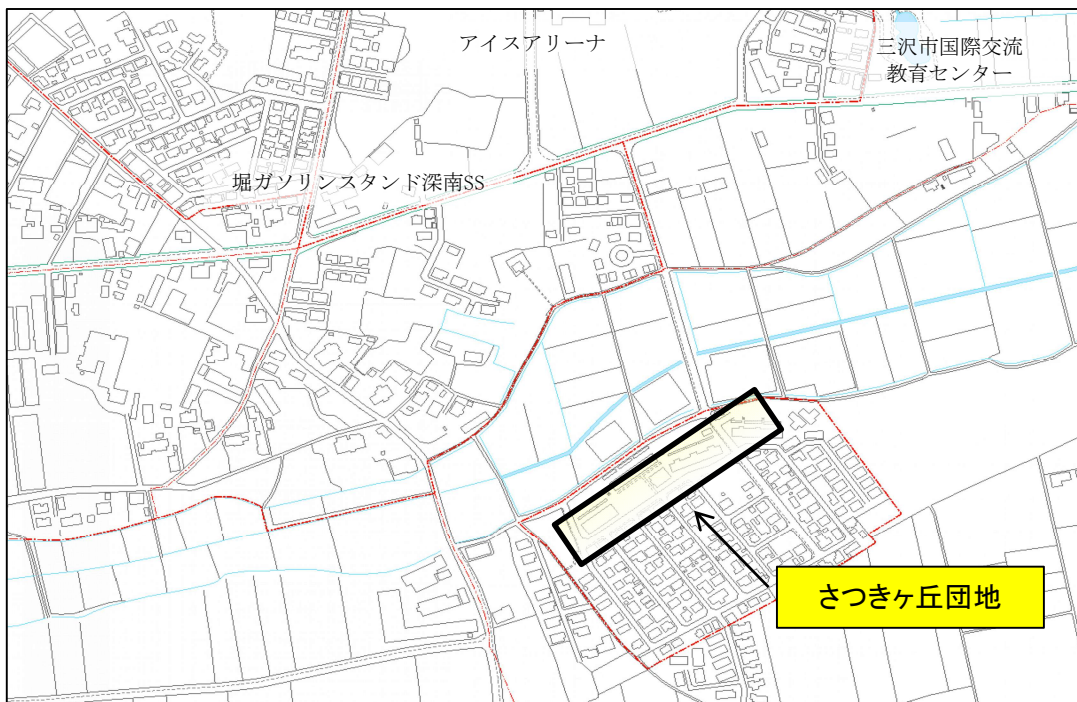 アイスアリーナ
三沢市国際交流
教育センター
堀ガソリンスタンド深南SS
さつきヶ丘団地